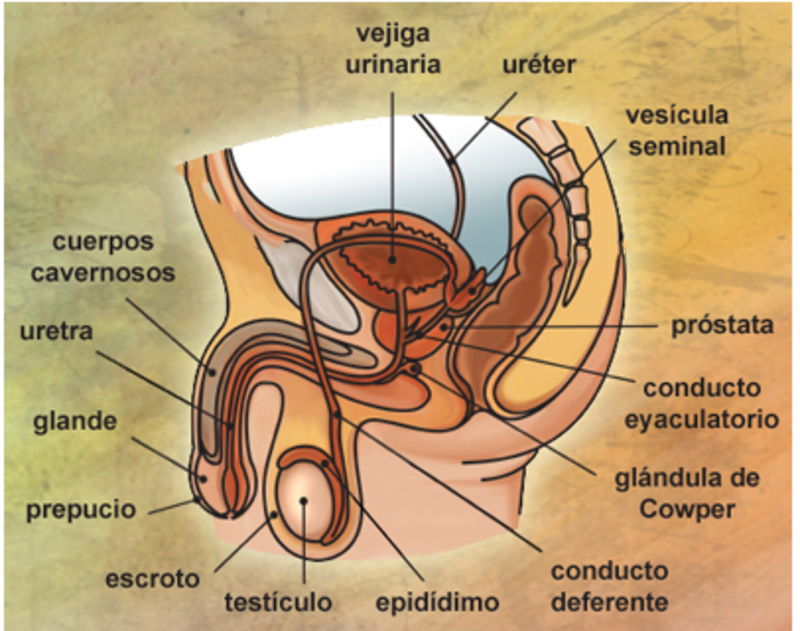 vejiga
urinaria
uréter
vesícula
seminal
cuerpos
cavernosos
uretra
próstata
conducto
eyaculatorio
glande
glándula de
Cowper
prepucio
escroto
testículo
epidídimo
conducto
deferente